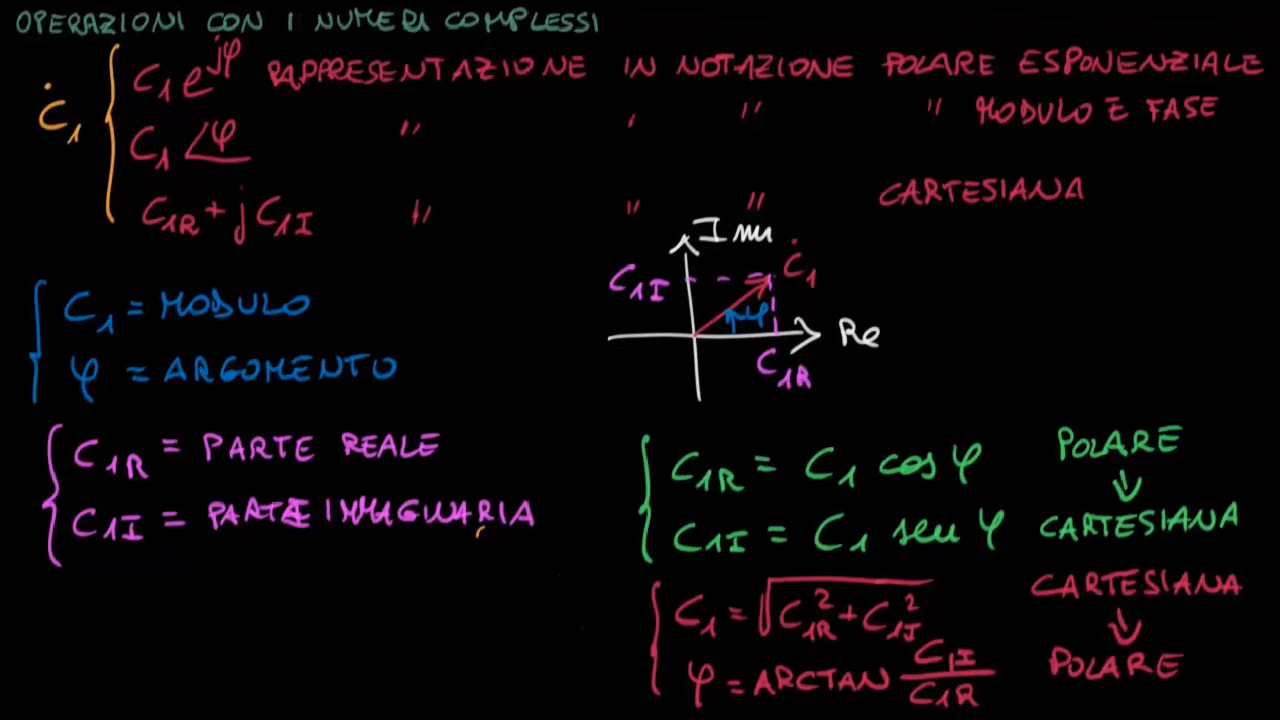 OPERAZIONI CON I NUMERI COMPLESSI
Ċ₁ { C₁ e^jφ RAPPRESENTAZIONE IN NOTAZIONE POLARE ESPONENZIALE
C₁ ∠φ " " " " MODULO E FASE
C1R + j C1I " " " CARTESIANA
Imm
C1I
Ċ₁
φ
Re
C1R
C₁ = MODULO
φ = ARGOMENTO
C1R = PARTE REALE
C1I = PARTE IMMAGINARIA
C1R = C₁ cos φ
C1I = C₁ sen φ
POLARE
↓
CARTESIANA
C₁ = √(C1R² + C1I²)
φ = ARCTAN C1I/C1R
CARTESIANA
↓
POLARE